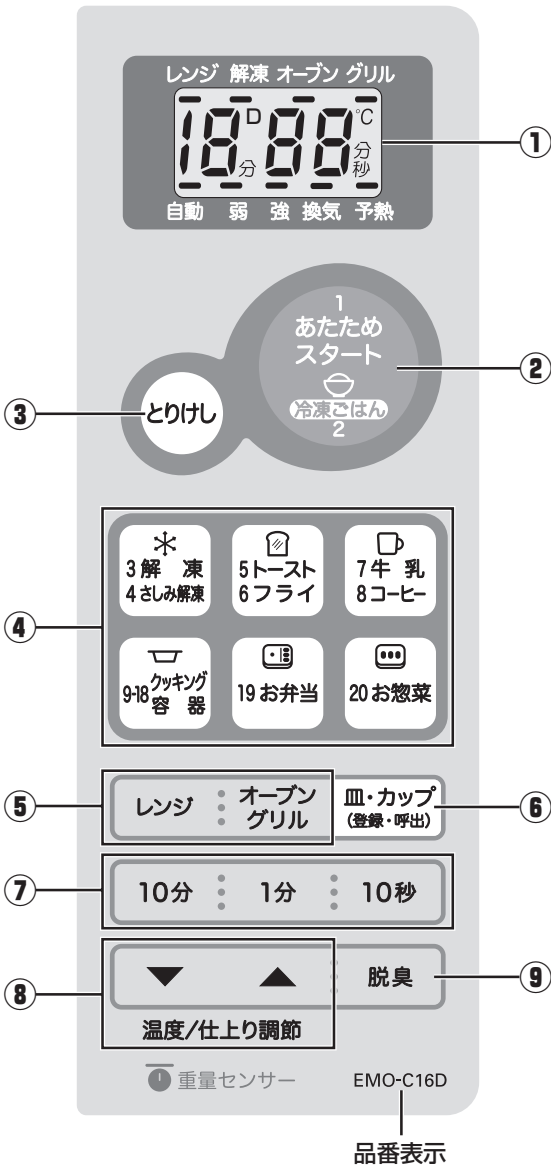 レンジ 解凍 オーブン グリル
18D88℃
分 分
秒
自動 弱 強 換気 予熱
①
1
あたため
スタート
冷凍ごはん
2
②
③
とりけし
④
3解 凍
4さしみ解凍
5トースト
6フライ
7牛 乳
8コーヒー
9-18クッキング
容 器
19お弁当
20お惣菜
⑤
レンジ
オーブン
グリル
皿・カップ
(登録・呼出)
⑥
⑦
10分 1分 10秒
⑧
▼ ▲
脱臭
⑨
温度/仕上り調節
重量センサー
EMO-C16D
品番表示